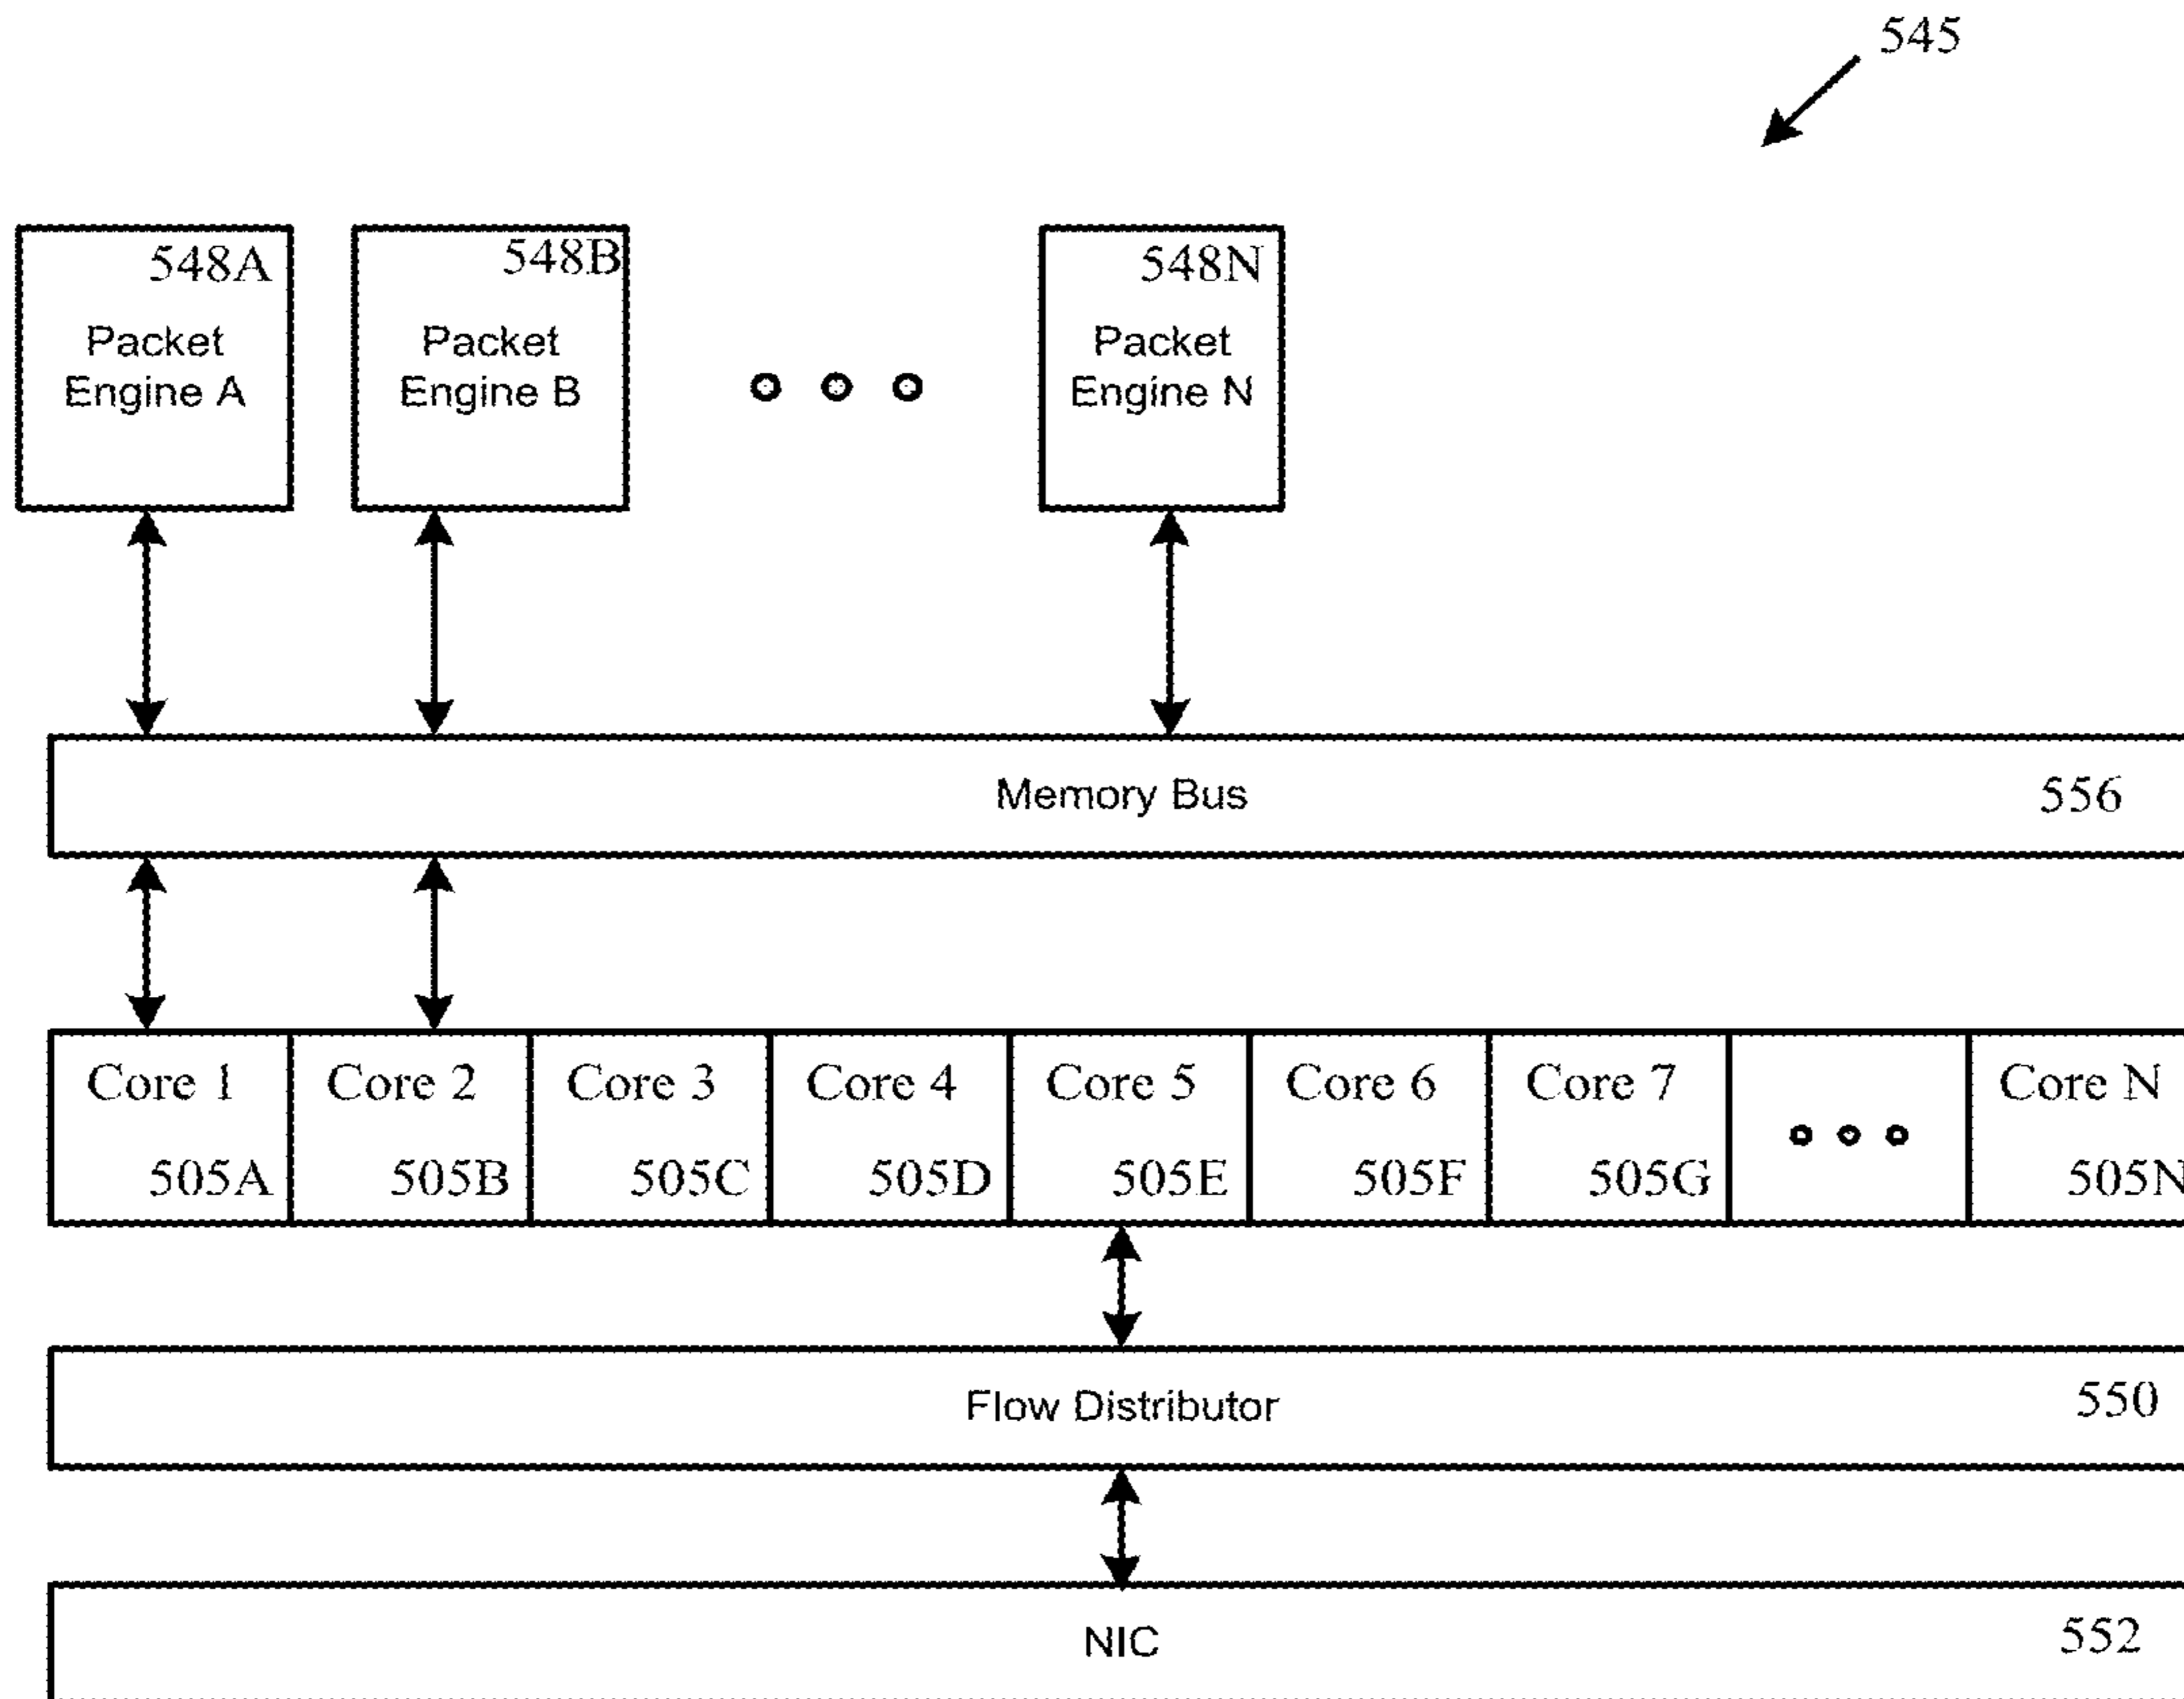 545
548A
Packet
Engine A
548B
Packet
Engine B
548N
Packet
Engine N
Memory Bus 556
Core 1 Core 2 Core 3 Core 4 Core 5 Core 6 Core 7 Core N
505A 505B 505C 505D 505E 505F 505G 505N
Flow Distributor 550
NIC 552